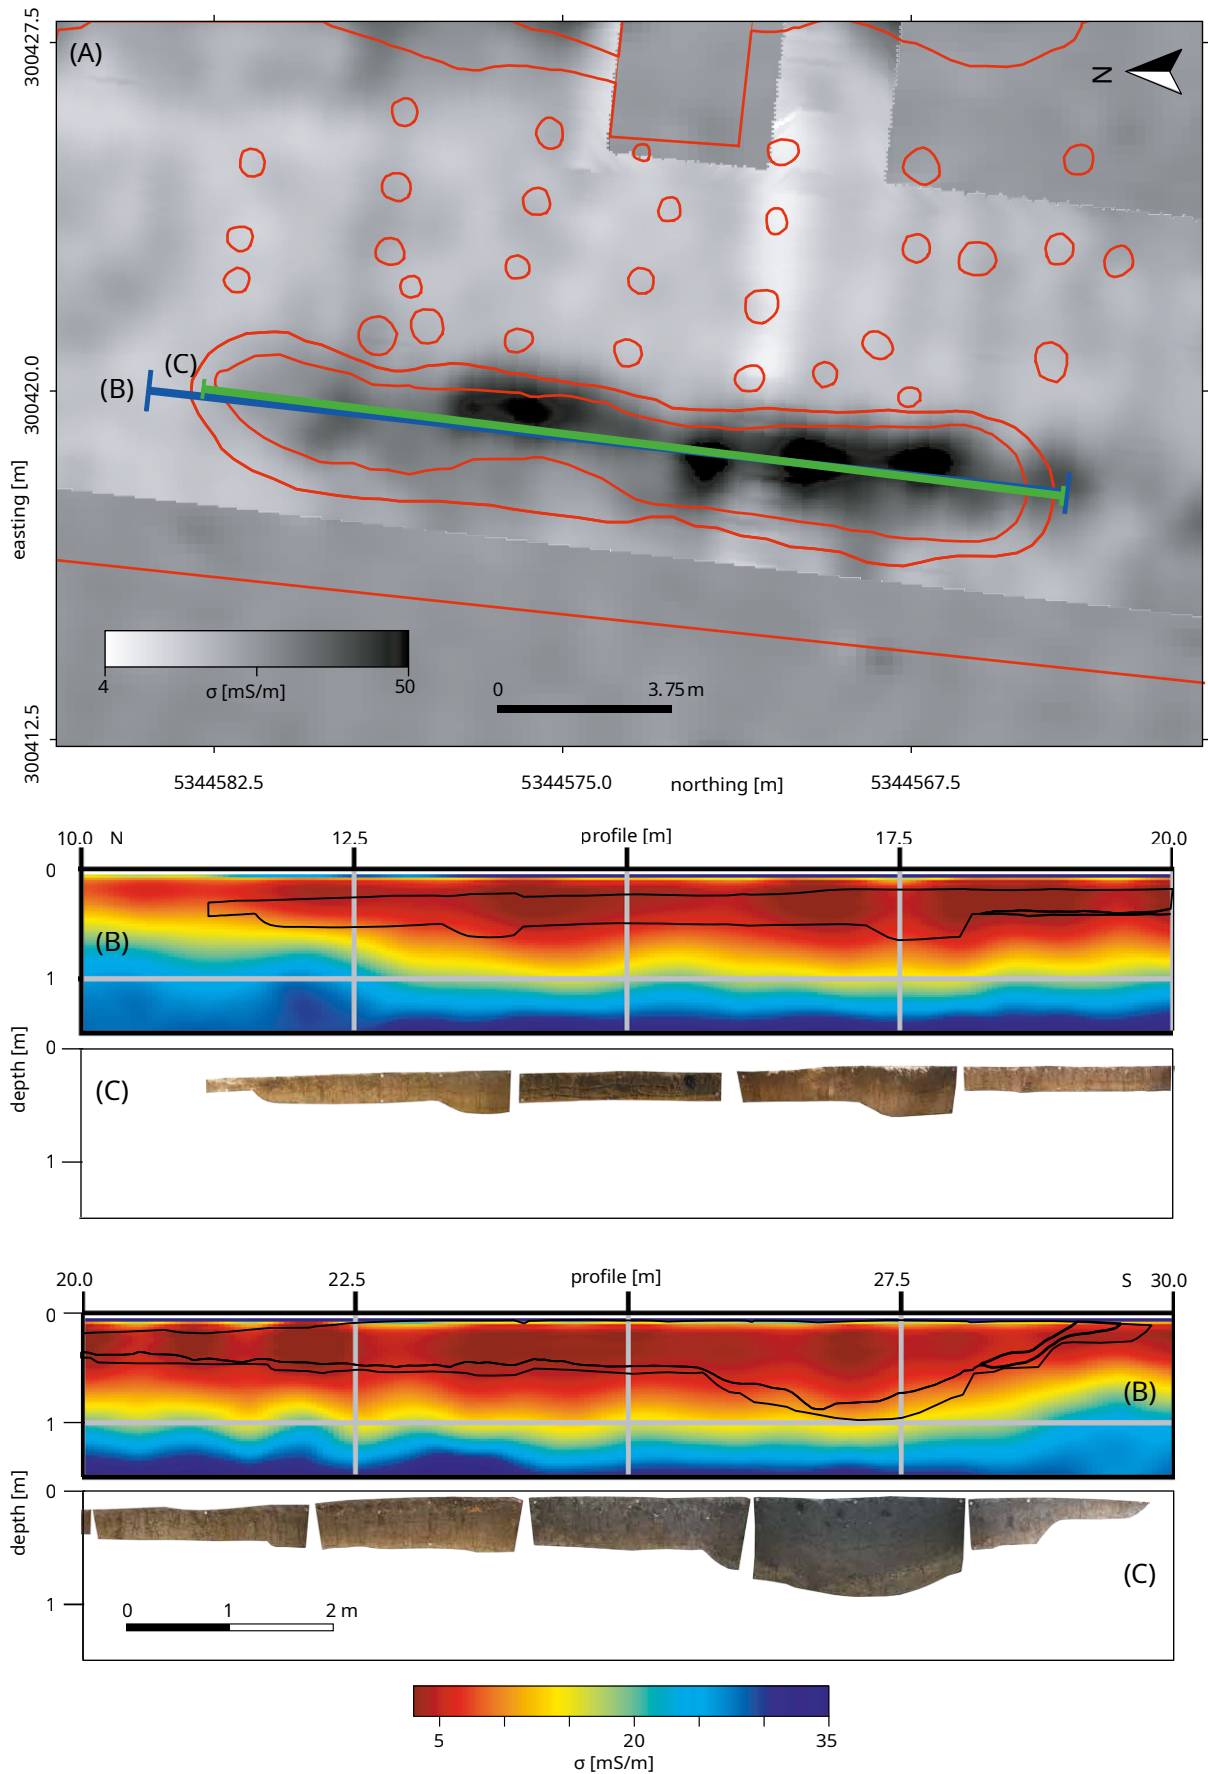 (A)
300427.5
N
(C)
(B)
300420.0
easting [m]
4
σ [mS/m]
50
0
3.75 m
300412.5
5344582.5
5344575.0
northing [m]
5344567.5
10.0 N
12.5
profile [m]
17.5
20.0
0
(B)
1
depth [m]
0
(C)
1
20.0
22.5
profile [m]
27.5
S 30.0
0
(B)
1
depth [m]
0
(C)
1
0 1 2 m
5 20 35
σ [mS/m]